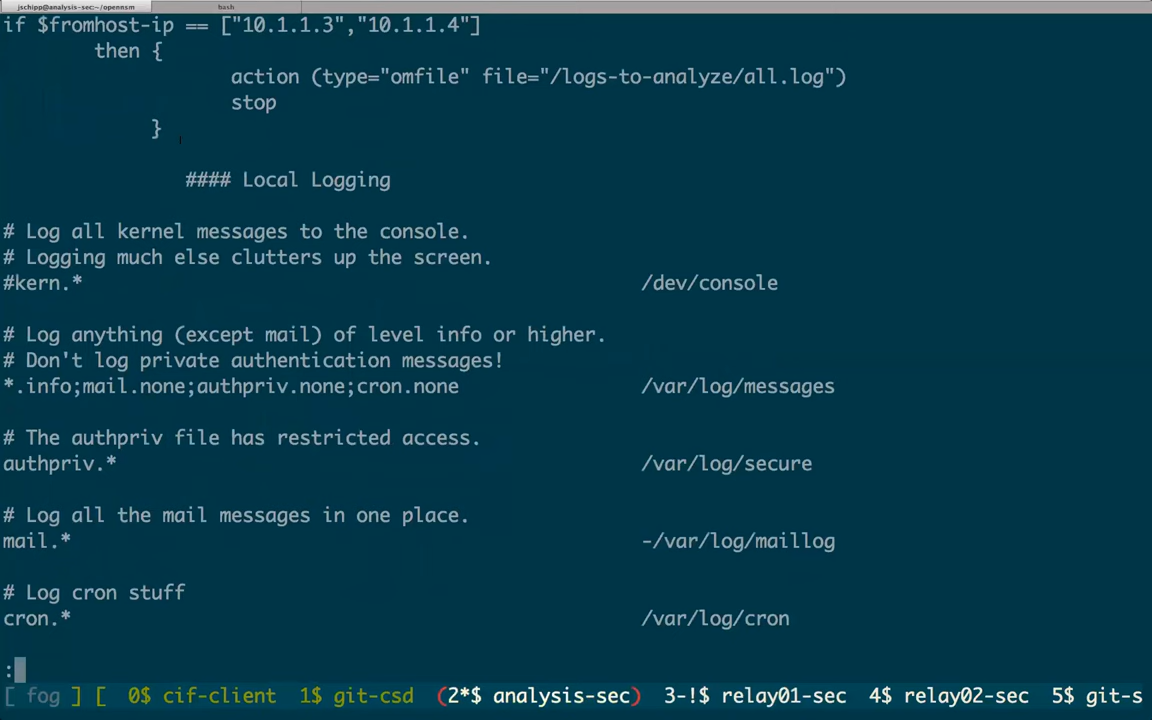 jschipp@analysis-sec:~/opennsm bash
if $fromhost-ip == ["10.1.1.3","10.1.1.4"]
then {
action (type="omfile" file="/logs-to-analyze/all.log")
stop
}
#### Local Logging
# Log all kernel messages to the console.
# Logging much else clutters up the screen.
#kern.* /dev/console
# Log anything (except mail) of level info or higher.
# Don't log private authentication messages!
*.info;mail.none;authpriv.none;cron.none /var/log/messages
# The authpriv file has restricted access.
authpriv.* /var/log/secure
# Log all the mail messages in one place.
mail.* -/var/log/maillog
# Log cron stuff
cron.* /var/log/cron
:
[ fog ] [ 0$ cif-client 1$ git-csd (2*$ analysis-sec) 3-!$ relay01-sec 4$ relay02-sec 5$ git-s